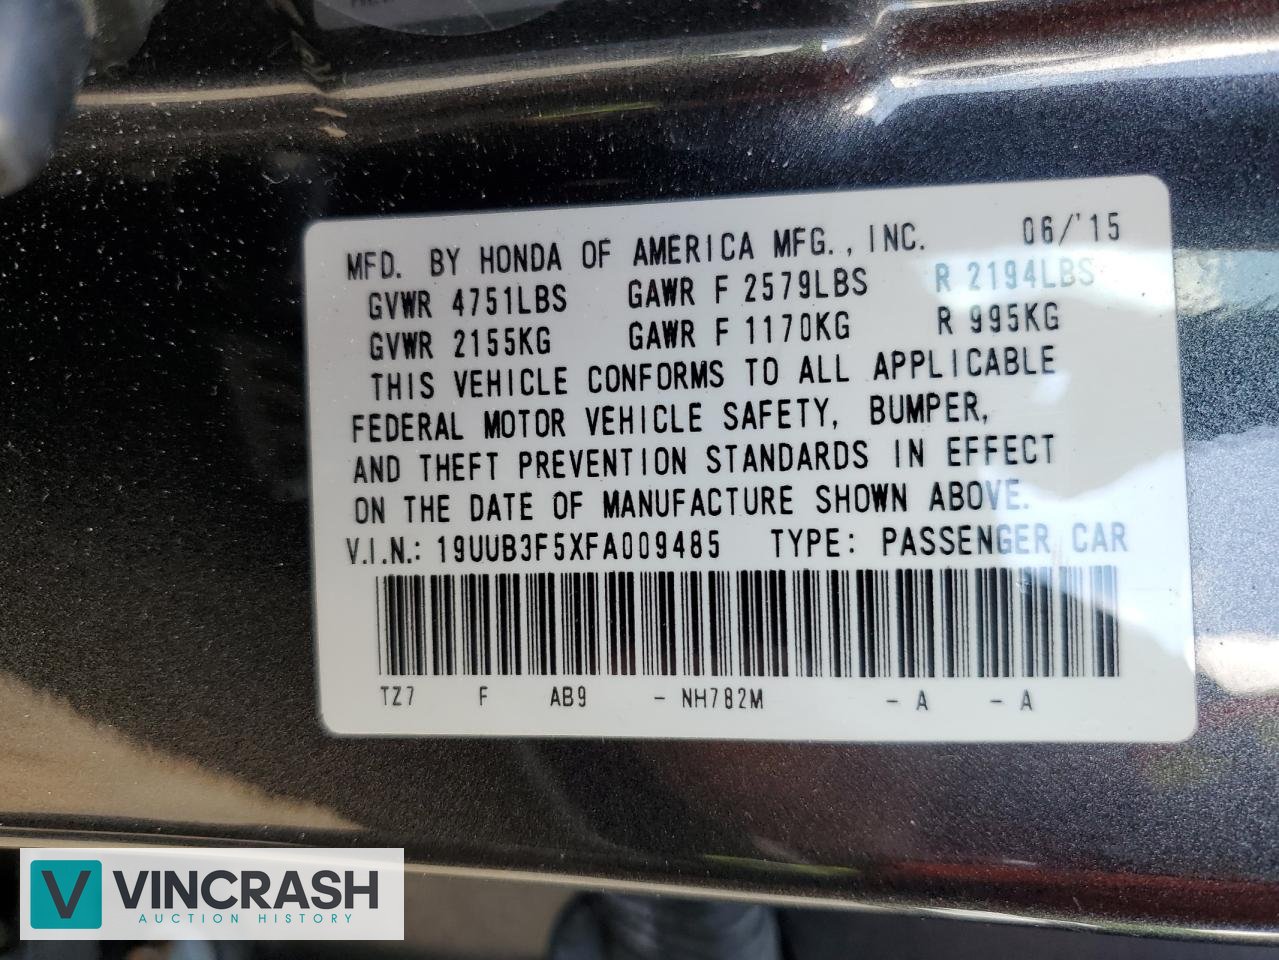 MFD. BY HONDA OF AMERICA MFG., INC. 06/'15
GVWR 4751LBS GAWR F 2579LBS R 2194LBS
GVWR 2155KG GAWR F 1170KG R 995KG
THIS VEHICLE CONFORMS TO ALL APPLICABLE
FEDERAL MOTOR VEHICLE SAFETY, BUMPER,
AND THEFT PREVENTION STANDARDS IN EFFECT
ON THE DATE OF MANUFACTURE SHOWN ABOVE.
V.I.N.: 19UUB3F5XFA009485 TYPE: PASSENGER CAR
TZ7 F AB9 - NH782M - A - A
V VINCRASH
AUCTION HISTORY